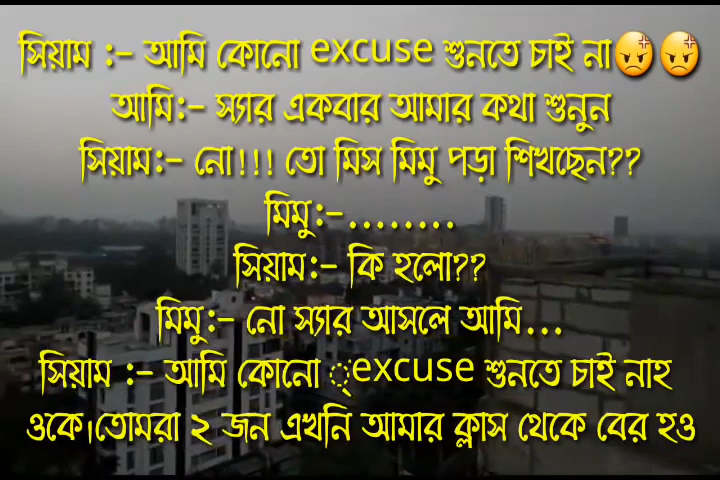 সিয়াম :- আমি কোনো excuse শুনতে চাই না😡😡
আমি:- স্যার একবার আমার কথা শুনুন
সিয়াম:- নো!!! তো মিস মিমু পড়া শিখছেন??
মিমু:-........
সিয়াম:- কি হলো??
মিমু:- নো স্যার আসলে আমি...
সিয়াম :- আমি কোনো ্excuse শুনতে চাই নাহ
ওকে।তোমরা ২ জন এখনি আমার ক্লাস থেকে বের হও